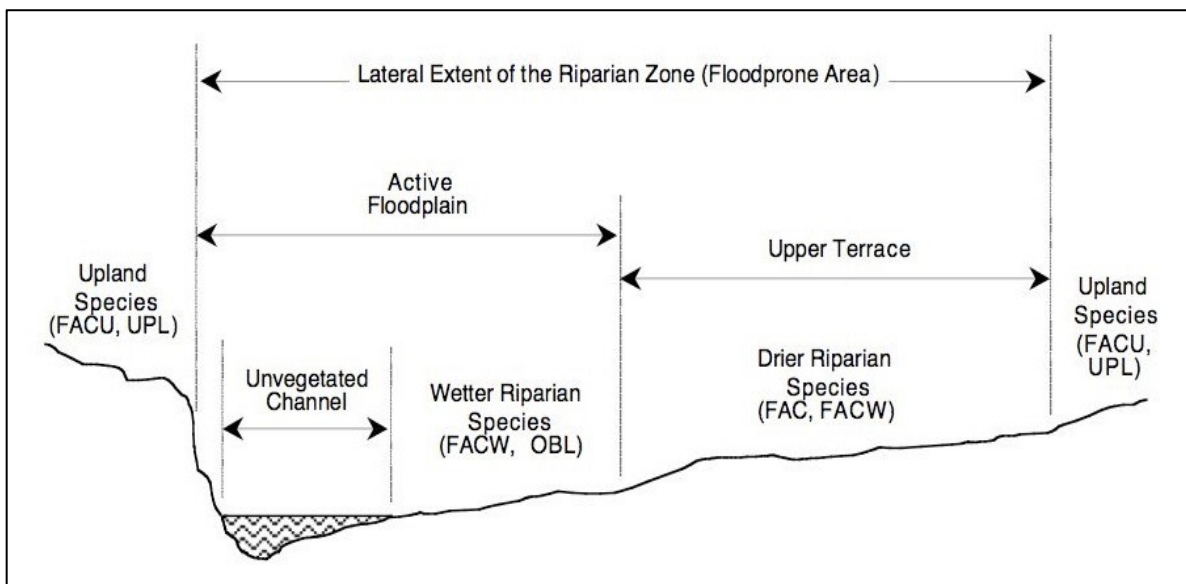 Lateral Extent of the Riparian Zone (Floodprone Area)
Active
Floodplain
Upper Terrace
Upland
Species
(FACU, UPL)
Unvegetated
Channel
Wetter Riparian
Species
(FACW, OBL)
Drier Riparian
Species
(FAC, FACW)
Upland
Species
(FACU,
UPL)